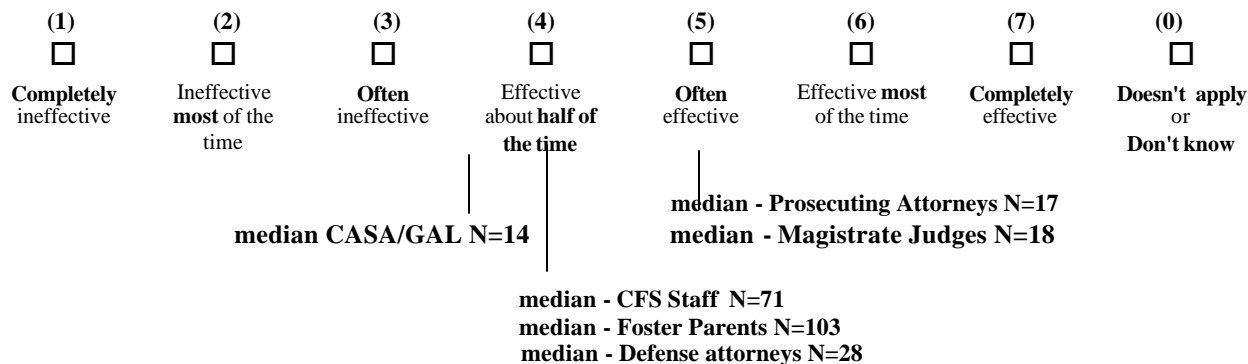 (1) (2) (3) (4) (5) (6) (7) (0)
Completely Ineffective Often Effective Often Effective most Completely Doesn't apply
ineffective most of the ineffective about half of effective of the time effective or
time the time Don't know
median - Prosecuting Attorneys N=17
median CASA/GAL N=14 median - Magistrate Judges N=18
median - CFS Staff N=71
median - Foster Parents N=103
median - Defense attorneys N=28